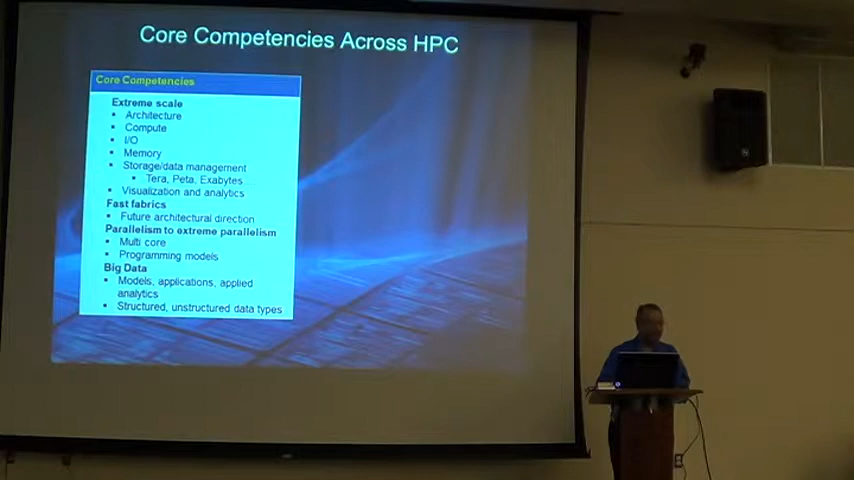 Core Competencies Across HPC
Core Competencies
Extreme scale
▪ Architecture
▪ Compute
▪ I/O
▪ Memory
▪ Storage/data management
▪ Tera, Peta, Exabytes
▪ Visualization and analytics
Fast fabrics
▪ Future architectural direction
Parallelism to extreme parallelism
▪ Multi core
▪ Programming models
Big Data
▪ Models, applications, applied
analytics
▪ Structured, unstructured data types